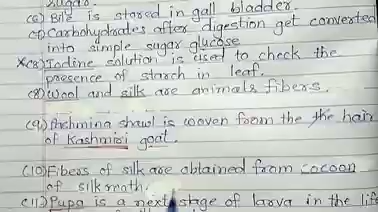 sugar.
(6) Bile is stored in gall bladder.
(7) Carbohydrates after digestion get converted
into simple sugar glucose
*(8) Iodine solution is used to check the
presence of starch in leaf.
(8) Wool and silk are animals fibers.
(9) Pashmina shawl is woven from the the hair
of Kashmiri goat.
(10) Fibers of silk are obtained from cocoon
of silk moth.
(11) Pupa is a next stage of larva in the life